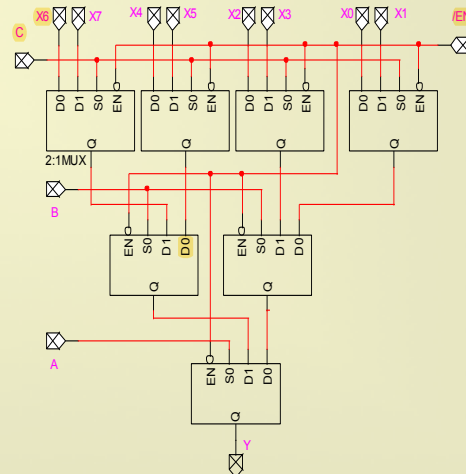 X6 X7 X4 X5 X2 X3 X0 X1 /EN
C
D0 D1 S0 EN D0 D1 S0 EN D0 D1 S0 EN D0 D1 S0 EN
Q Q Q Q
2:1MUX
B
EN S0 D1 D0 EN S0 D1 D0
Q Q
A
EN S0 D1 D0
Q
Y